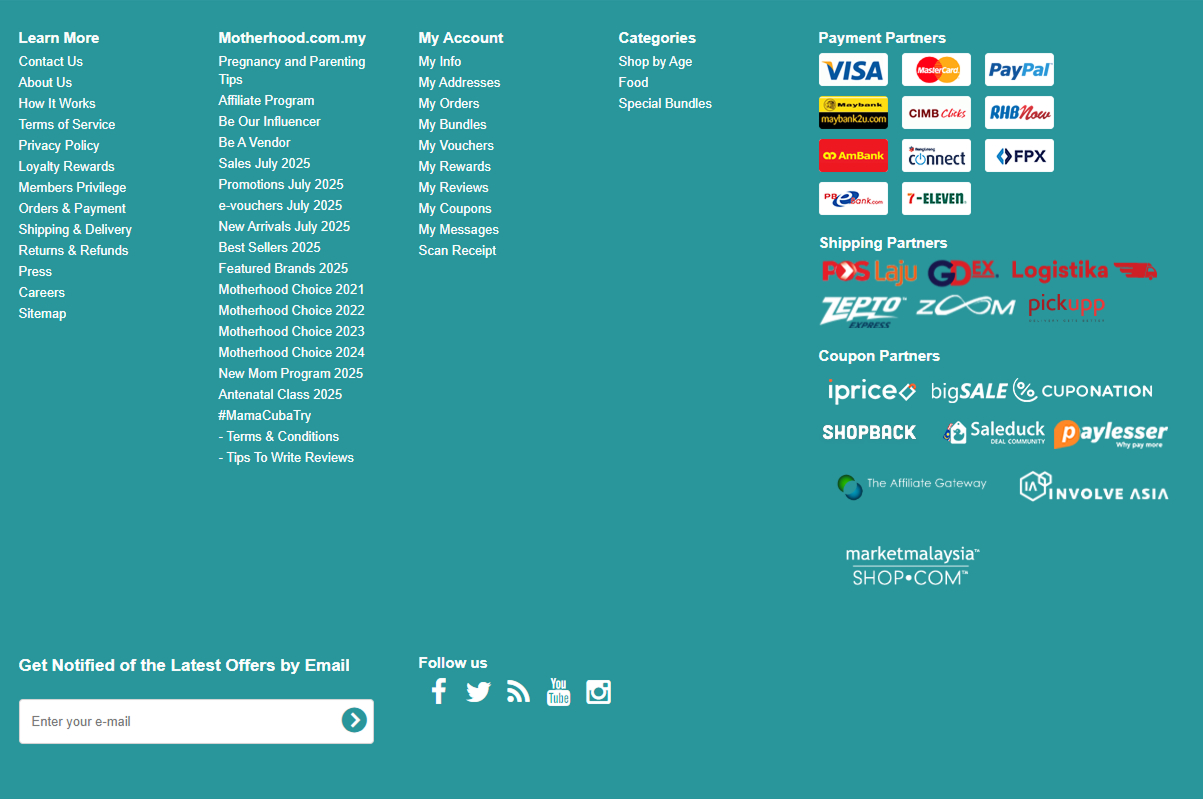 Learn More
Contact Us
About Us
How It Works
Terms of Service
Privacy Policy
Loyalty Rewards
Members Privilege
Orders & Payment
Shipping & Delivery
Returns & Refunds
Press
Careers
Sitemap
Motherhood.com.my
Pregnancy and Parenting
Tips
Affiliate Program
Be Our Influencer
Be A Vendor
Sales July 2025
Promotions July 2025
e-vouchers July 2025
New Arrivals July 2025
Best Sellers 2025
Featured Brands 2025
Motherhood Choice 2021
Motherhood Choice 2022
Motherhood Choice 2023
Motherhood Choice 2024
New Mom Program 2025
Antenatal Class 2025
#MamaCubaTry
- Terms & Conditions
- Tips To Write Reviews
My Account
My Info
My Addresses
My Orders
My Bundles
My Vouchers
My Rewards
My Reviews
My Coupons
My Messages
Scan Receipt
Categories
Shop by Age
Food
Special Bundles
Payment Partners
VISA MasterCard PayPal
Maybank
maybank2u.com CIMB Clicks RHB Now
AmBank HongLeong Connect FPX
PBeBank.com 7-ELEVEN
Shipping Partners
POS Laju GDEX Logistika
ZEPTO EXPRESS ZOOM pickupp
Coupon Partners
iprice bigSALE CUPONATION
SHOPBACK Saleduck DEAL COMMUNITY paylesser Why pay more
The Affiliate Gateway IA INVOLVE ASIA
marketmalaysia™
SHOP•COM™
Get Notified of the Latest Offers by Email
Enter your e-mail
Follow us
You Tube